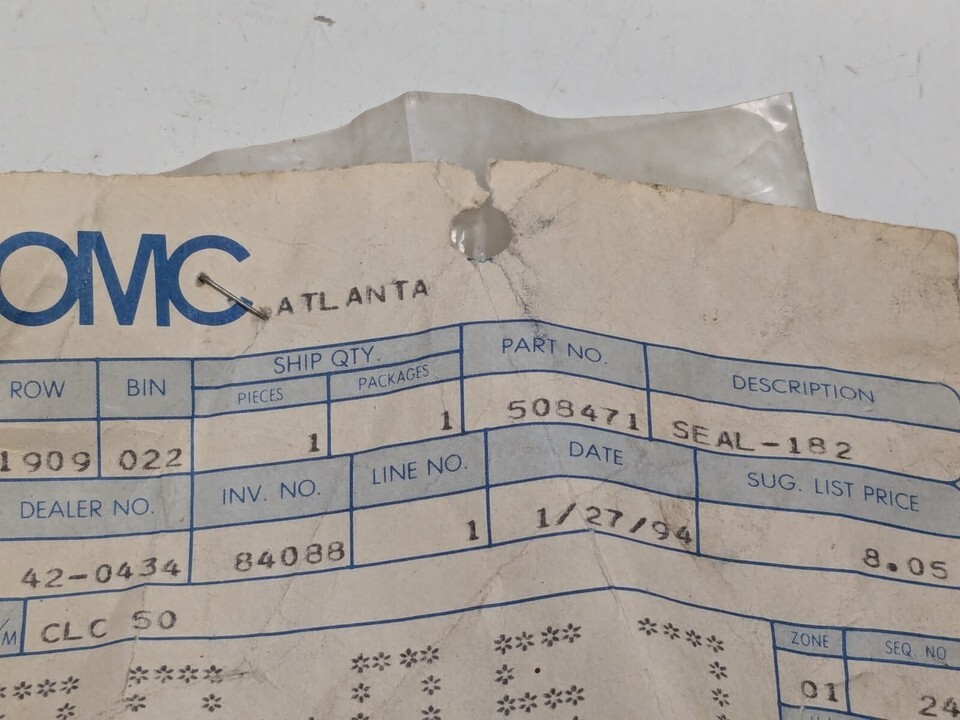 OMC ATLANTA
ROW BIN SHIP QTY. PART NO. DESCRIPTION
PIECES PACKAGES
1909 022 1 1 508471 SEAL-182
DEALER NO. INV. NO. LINE NO. DATE SUG. LIST PRICE
42-0434 84088 1 1/27/94 8.05
CLC 50
ZONE SEQ. NO
01 24